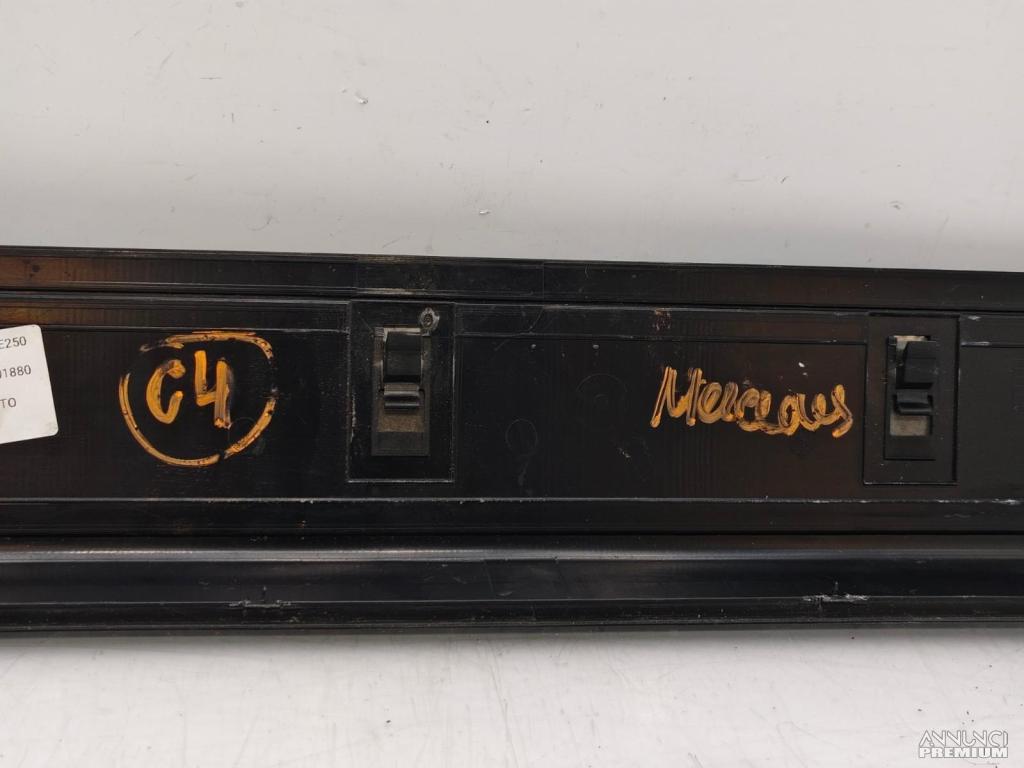 E250
01880
TO
C4
Mercedes
ANNUNCI
PREMIUM